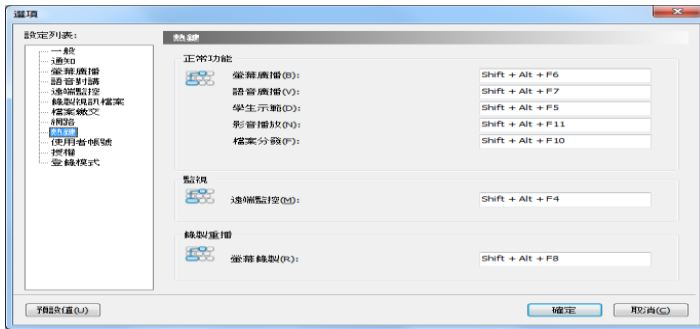 選項
設定列表:
一般
通知
螢幕廣播
語音對講
遠端監控
錄製視訊檔案
檔案繳交
網路
熱鍵
使用者帳號
授權
登錄模式
熱鍵
正常功能
螢幕廣播(B): Shift + Alt + F6
語音廣播(V): Shift + Alt + F7
學生示範(D): Shift + Alt + F5
影音播放(N): Shift + Alt + F11
檔案分發(F): Shift + Alt + F10
監視
遠端監控(M): Shift + Alt + F4
錄製重播
螢幕錄製(R): Shift + Alt + F8
預設值(U) 確定 取消(C)